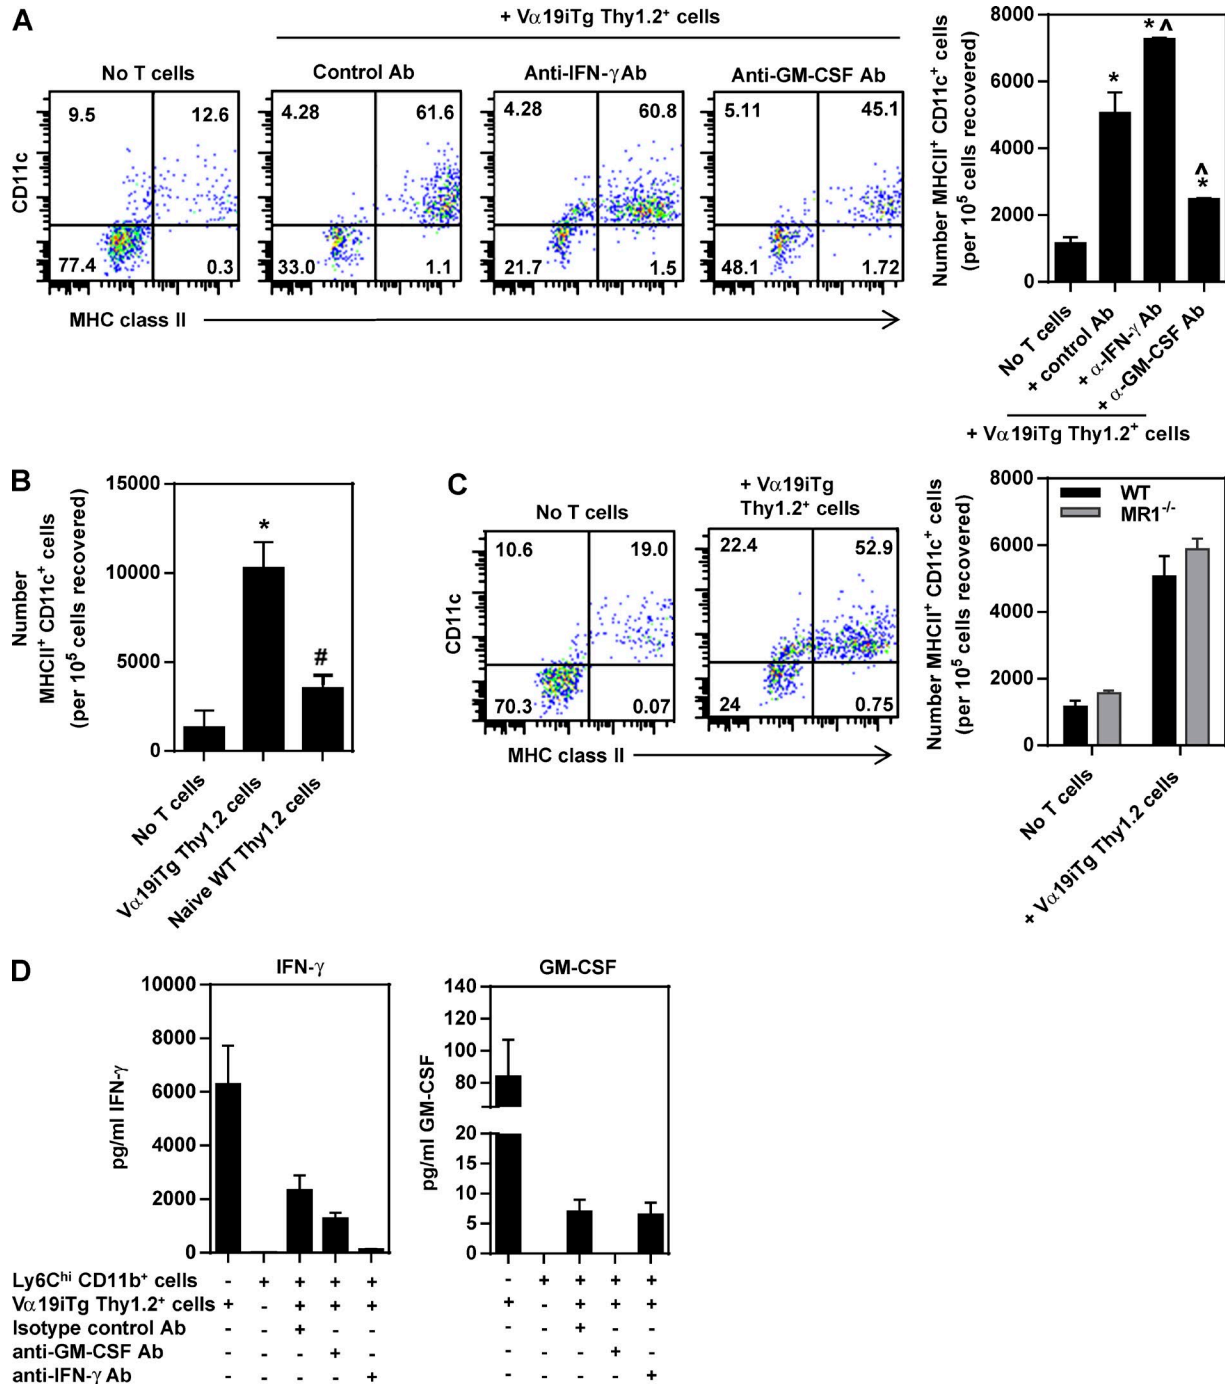 A
+ Vα19iTg Thy1.2+ cells
No T cells
Control Ab
Anti-IFN-γ Ab
Anti-GM-CSF Ab
9.5 12.6
77.4 0.3
4.28 61.6
33.0 1.1
4.28 60.8
21.7 1.5
5.11 45.1
48.1 1.72
CD11c
MHC class II
Number MHCII+ CD11c+ cells
(per 10^5 cells recovered)
8000
6000
4000
2000
0
*
* ^
^
*
No T cells
+ control Ab
+ α-IFN-γ Ab
+ α-GM-CSF Ab
+ Vα19iTg Thy1.2+ cells
B
Number
MHCII+ CD11c+ cells
(per 10^5 cells recovered)
15000
10000
5000
0
*
#
No T cells
Vα19iTg Thy1.2 cells
Naive WT Thy1.2 cells
C
No T cells
+ Vα19iTg
Thy1.2+ cells
10.6 19.0
70.3 0.07
22.4 52.9
24 0.75
CD11c
MHC class II
Number MHCII+ CD11c+ cells
(per 10^5 cells recovered)
8000
6000
4000
2000
0
WT
MR1-/-
No T cells
+ Vα19iTg Thy1.2 cells
D
IFN-γ
pg/ml IFN-γ
10000
8000
6000
4000
2000
0
GM-CSF
pg/ml GM-CSF
140
120
100
80
20
15
10
5
0
Ly6Chi CD11b+ cells - + + + + - + + + +
Vα19iTg Thy1.2+ cells + - + + + + - + + +
Isotype control Ab - - + - - - - + - -
anti-GM-CSF Ab - - - + - - - - + -
anti-IFN-γ Ab - - - - + - - - - +